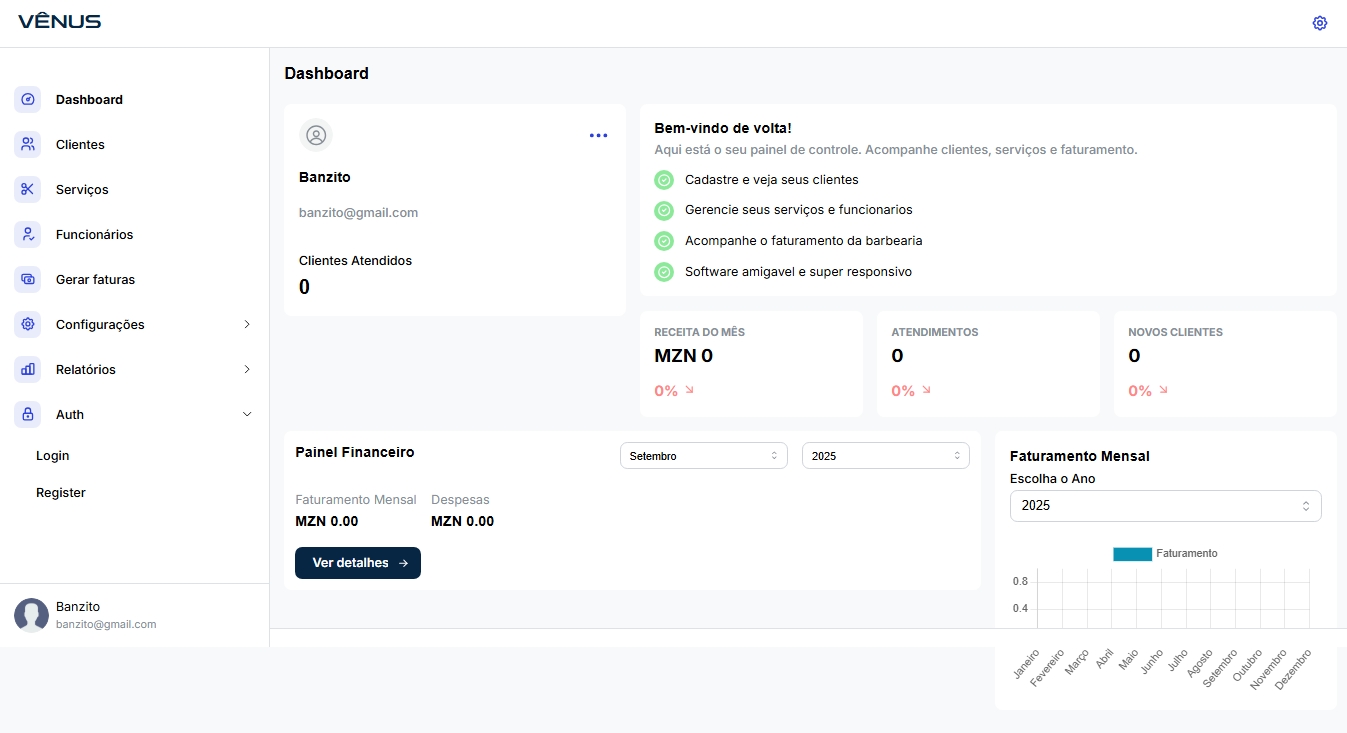 VÊNUS
Dashboard
Clientes
Serviços
Funcionários
Gerar faturas
Configurações
Relatórios
Auth
Login
Register
Banzito
banzito@gmail.com
Dashboard
Banzito
banzito@gmail.com
Clientes Atendidos
0
Bem-vindo de volta!
Aqui está o seu painel de controle. Acompanhe clientes, serviços e faturamento.
Cadastre e veja seus clientes
Gerencie seus serviços e funcionarios
Acompanhe o faturamento da barbearia
Software amigavel e super responsivo
RECEITA DO MÊS
MZN 0
0%
ATENDIMENTOS
0
0%
NOVOS CLIENTES
0
0%
Painel Financeiro
Setembro
2025
Faturamento Mensal Despesas
MZN 0.00 MZN 0.00
Ver detalhes
Faturamento Mensal
Escolha o Ano
2025
Faturamento
0.8
0.4
Janeiro
Fevereiro
Março
Abril
Maio
Junho
Julho
Agosto
Setembro
Outubro
Novembro
Dezembro